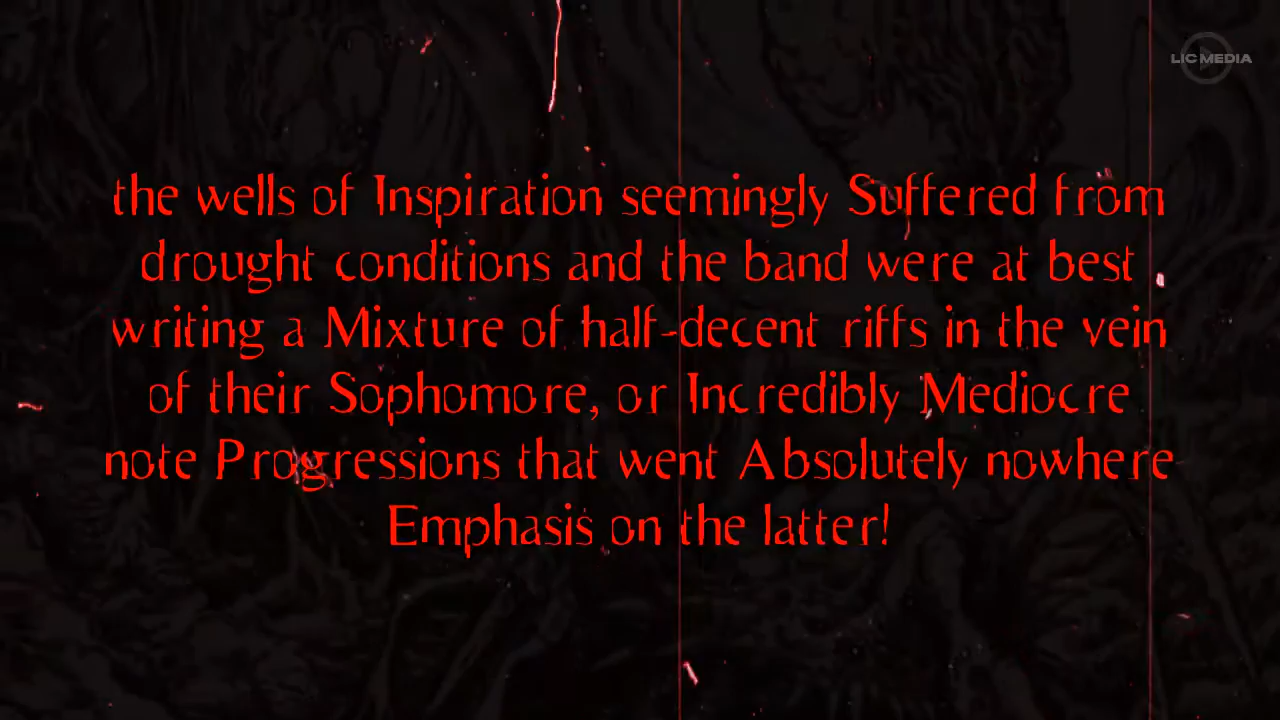 LIC MEDIA
the wells of Inspiration seemingly Suffered from
drought conditions and the band were at best
writing a Mixture of half-decent riffs in the vein
of their Sophomore, or Incredibly Mediocre
note Progressions that went Absolutely nowhere
Emphasis on the latter!